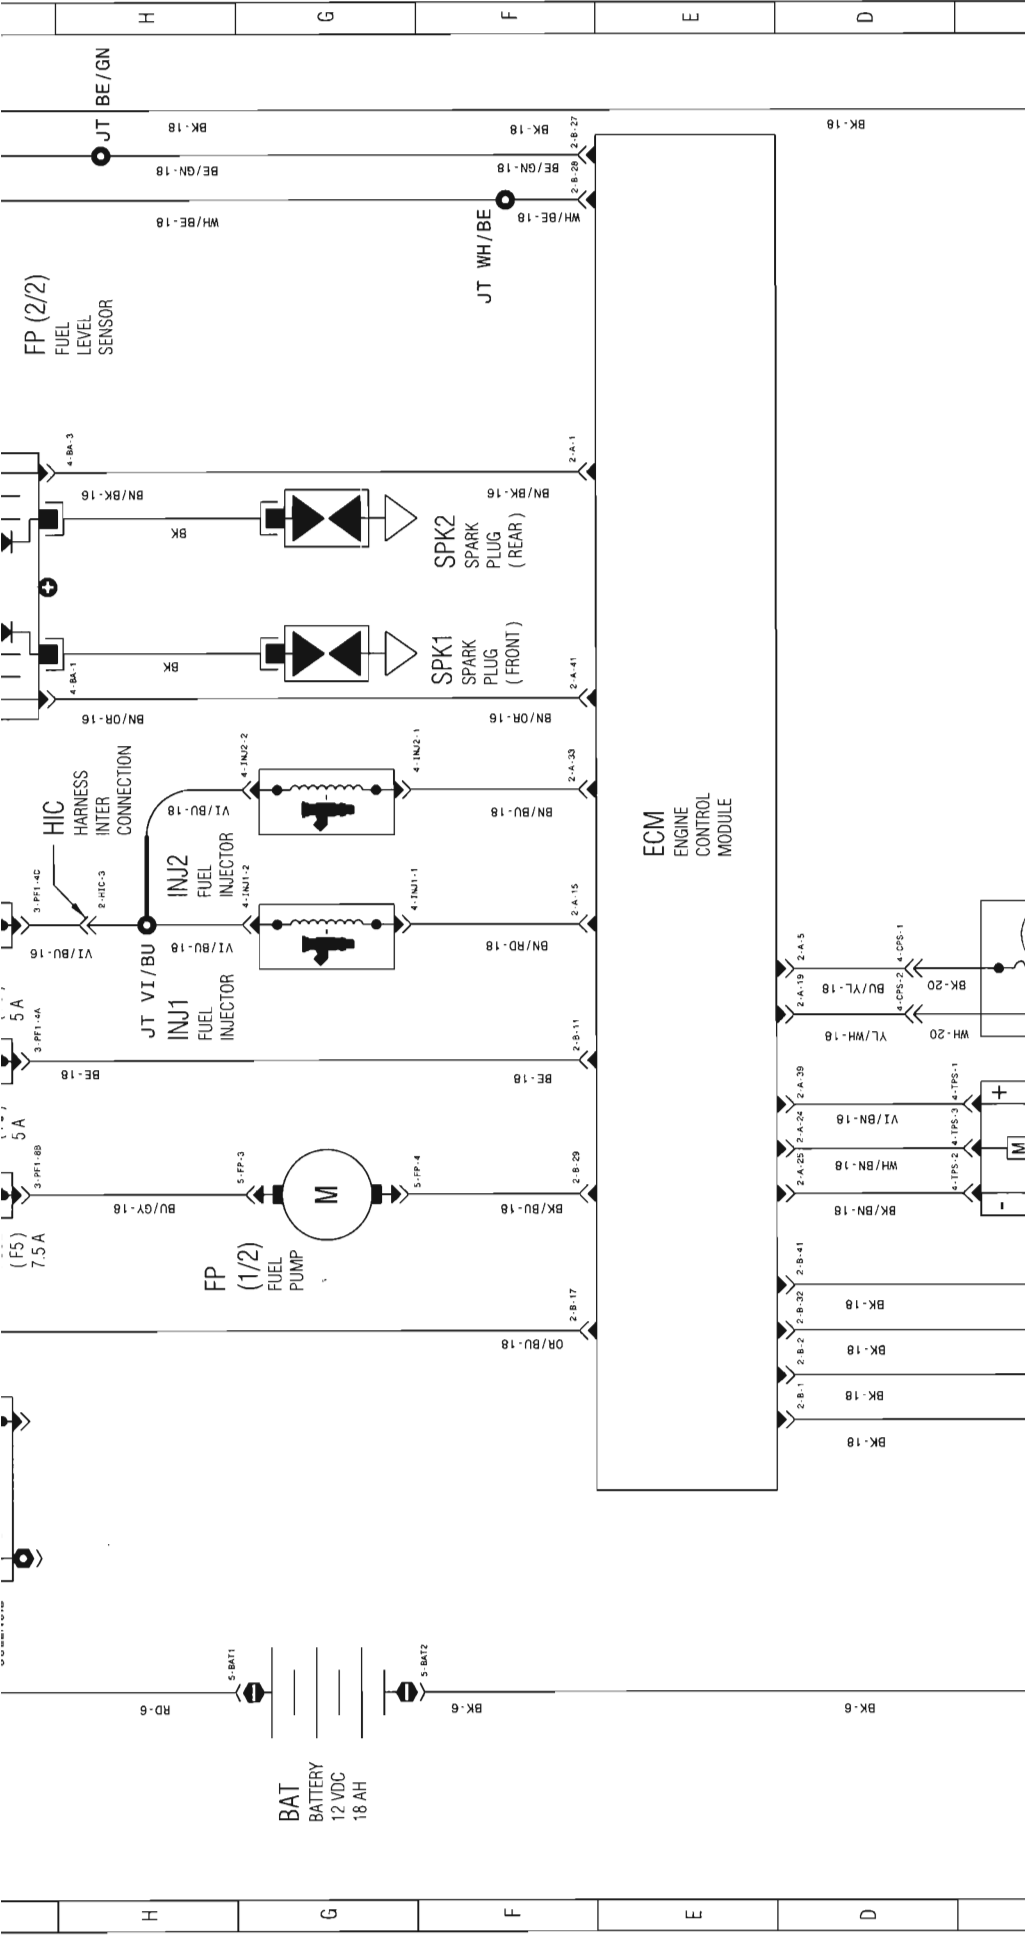 H
G
F
E
D
JT BE/GN
BK-18
BK-18
BK-18
BE/GN-18
BE/GN-18
2-B-27
2-B-28
WH/BE-18
WH/BE-18
JT WH/BE
FP (2/2)
FUEL
LEVEL
SENSOR
4-BA-3
BN/BK-16
BN/BK-16
2-A-1
BK
SPK2
SPARK
PLUG
(REAR)
BK
SPK1
SPARK
PLUG
(FRONT)
4-BA-1
BN/OR-16
BN/OR-16
2-A-41
HIC
HARNESS
INTER
CONNECTION
VI/BU-18
4-INJ2-2
4-INJ2-1
BN/BU-18
2-A-33
INJ2
FUEL
INJECTOR
3-PF1-4C
2-HIC-3
VI/BU-16
VI/BU-18
4-INJ1-2
4-INJ1-1
BN/RD-18
2-A-15
JT VI/BU
INJ1
FUEL
INJECTOR
ECM
ENGINE
CONTROL
MODULE
2-A-5
4-CPS-1
BU/YL-18
BK-20
2-A-19
4-CPS-2
YL/WH-18
WH-20
5 A
3-PF1-4A
BE-18
BE-18
2-B-11
2-A-39
4-TPS-1
VI/BN-18
+
2-A-24
4-TPS-3
WH/BN-18
M
2-A-25
4-TPS-2
BK/BN-18
-
5 A
3-PF1-8B
BU/GY-18
5-FP-3
M
5-FP-4
BK/BU-18
2-B-29
(F5)
7.5 A
FP
(1/2)
FUEL
PUMP
2-B-17
OR/BU-18
2-B-41
BK-18
2-B-32
BK-18
2-B-2
BK-18
2-B-1
BK-18
RD-6
5-BAT1
5-BAT2
BK-6
BK-6
BAT
BATTERY
12 VDC
18 AH
H
G
F
E
D